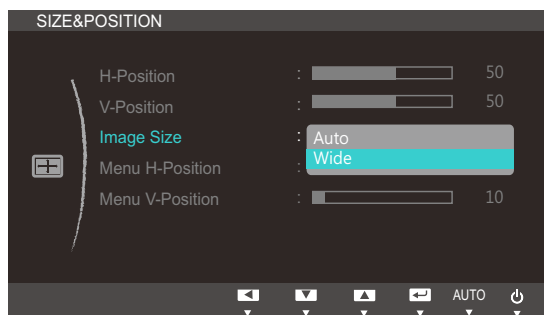 SIZE&POSITION
H-Position : 50
V-Position : 50
Image Size : Auto
Wide
Menu H-Position :
Menu V-Position : 10
AUTO